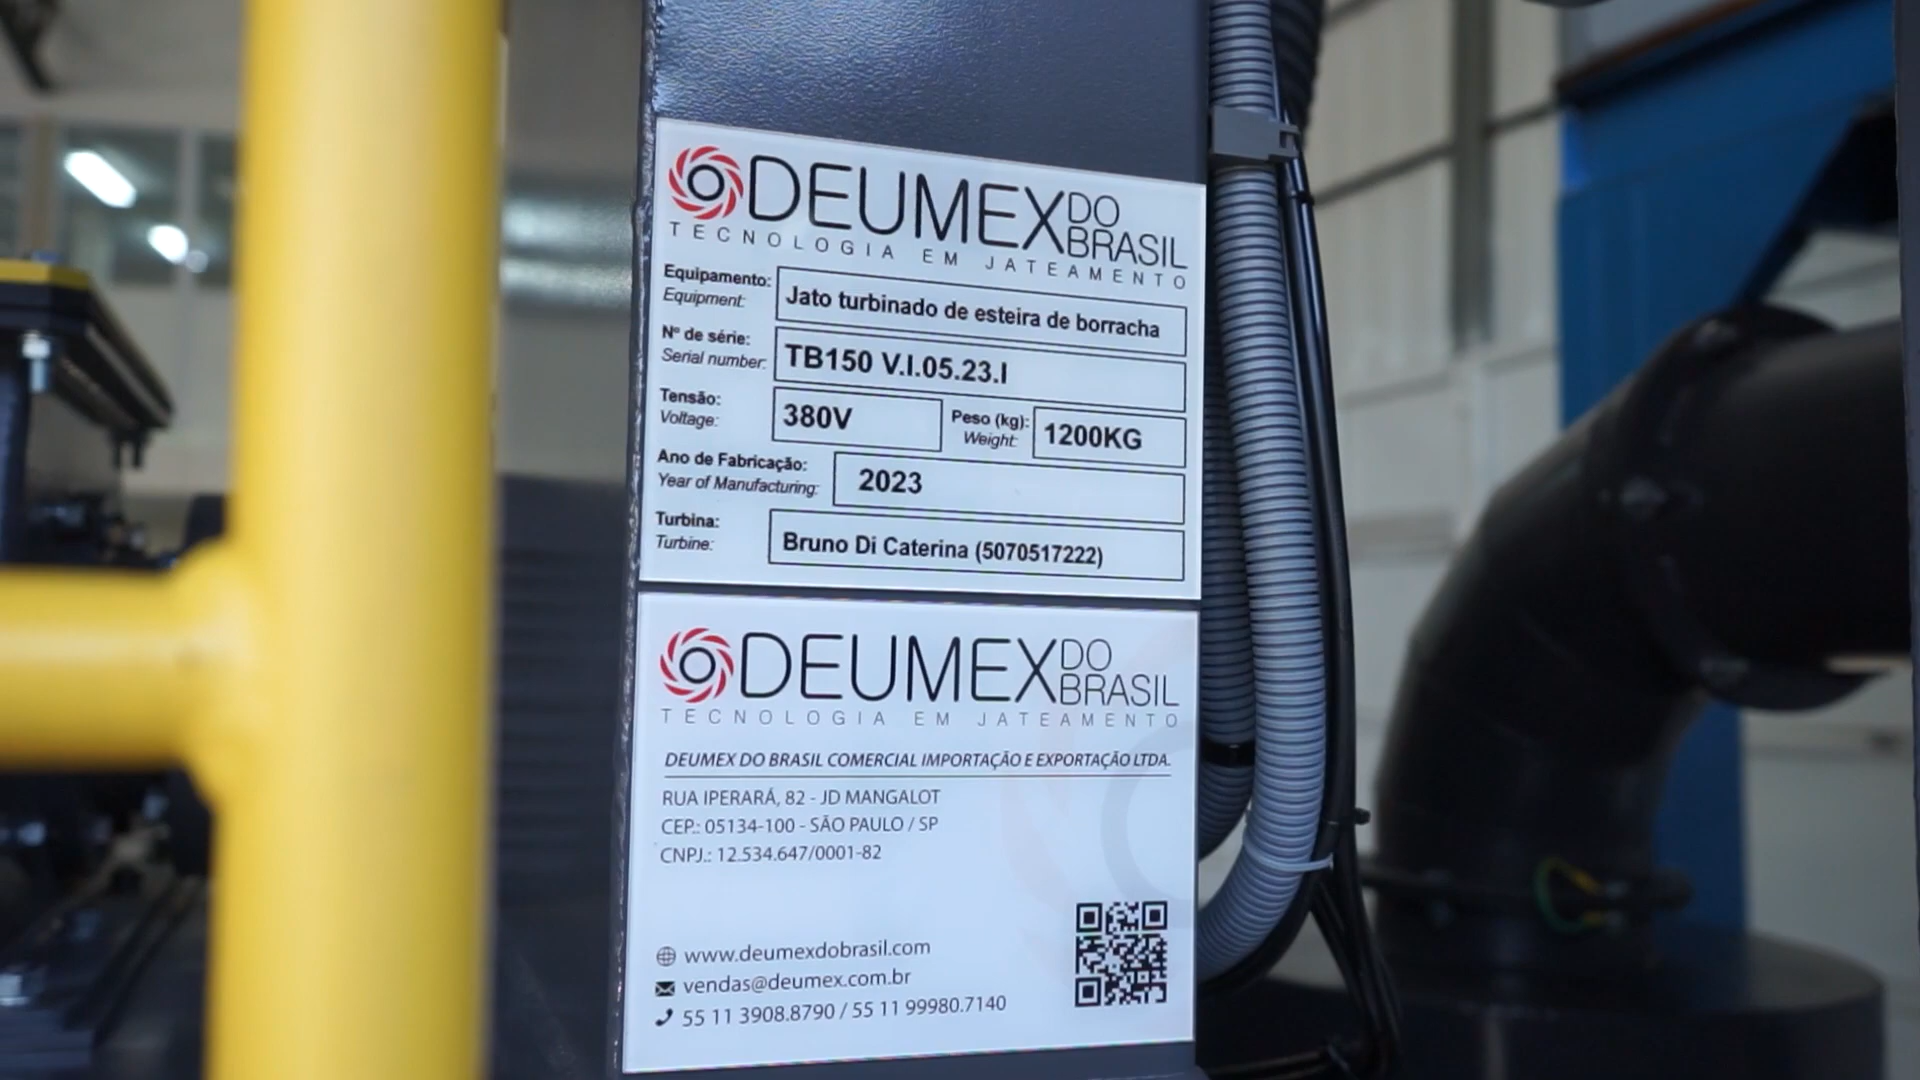 DEUMEX DO BRASIL
TECNOLOGIA EM JATEAMENTO
Equipamento: Jato turbinado de esteira de borracha
Equipment:
Nº de série: TB150 V.I.05.23.I
Serial number:
Tensão: 380V Peso (kg): 1200KG
Voltage: Weight:
Ano de Fabricação: 2023
Year of Manufacturing:
Turbina: Bruno Di Caterina (5070517222)
Turbine:
DEUMEX DO BRASIL
TECNOLOGIA EM JATEAMENTO
DEUMEX DO BRASIL COMERCIAL IMPORTAÇÃO E EXPORTAÇÃO LTDA.
RUA IPERARÁ, 82 - JD MANGALOT
CEP.: 05134-100 - SÃO PAULO / SP
CNPJ.: 12.534.647/0001-82
www.deumexdobrasil.com
vendas@deumex.com.br
55 11 3908.8790 / 55 11 99980.7140